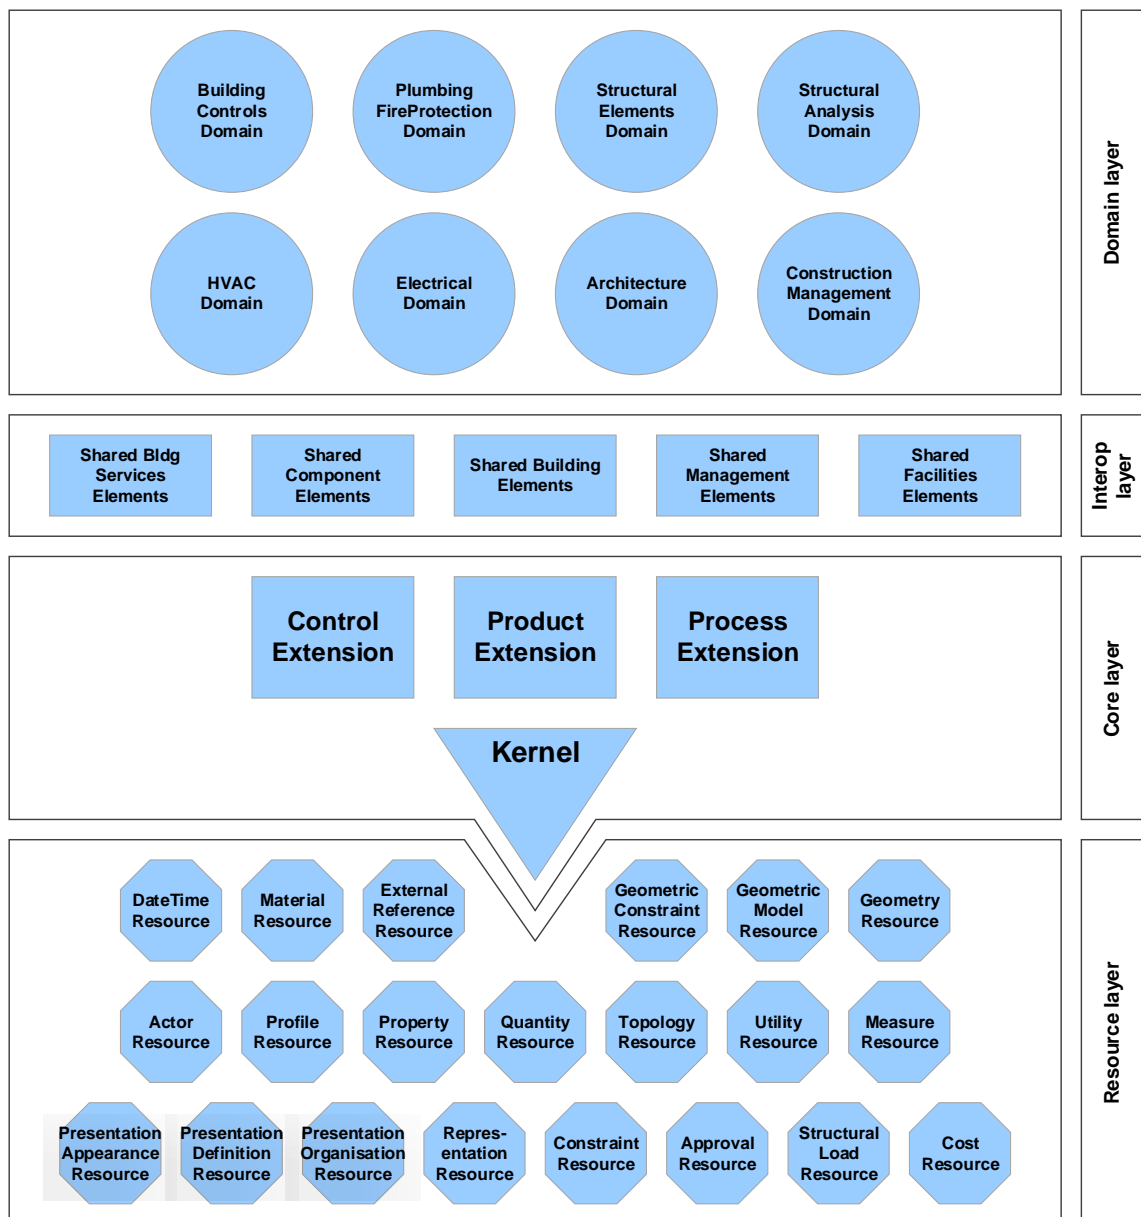 Building
Controls
Domain
Plumbing
FireProtection
Domain
Structural
Elements
Domain
Structural
Analysis
Domain
HVAC
Domain
Electrical
Domain
Architecture
Domain
Construction
Management
Domain
Domain layer
Shared Bldg
Services
Elements
Shared
Component
Elements
Shared Building
Elements
Shared
Management
Elements
Shared
Facilities
Elements
Interop
layer
Control
Extension
Product
Extension
Process
Extension
Kernel
Core layer
DateTime
Resource
Material
Resource
External
Reference
Resource
Geometric
Constraint
Resource
Geometric
Model
Resource
Geometry
Resource
Actor
Resource
Profile
Resource
Property
Resource
Quantity
Resource
Topology
Resource
Utility
Resource
Measure
Resource
Presentation
Appearance
Resource
Presentation
Definition
Resource
Presentation
Organisation
Resource
Repres-
entation
Resource
Constraint
Resource
Approval
Resource
Structural
Load
Resource
Cost
Resource
Resource layer